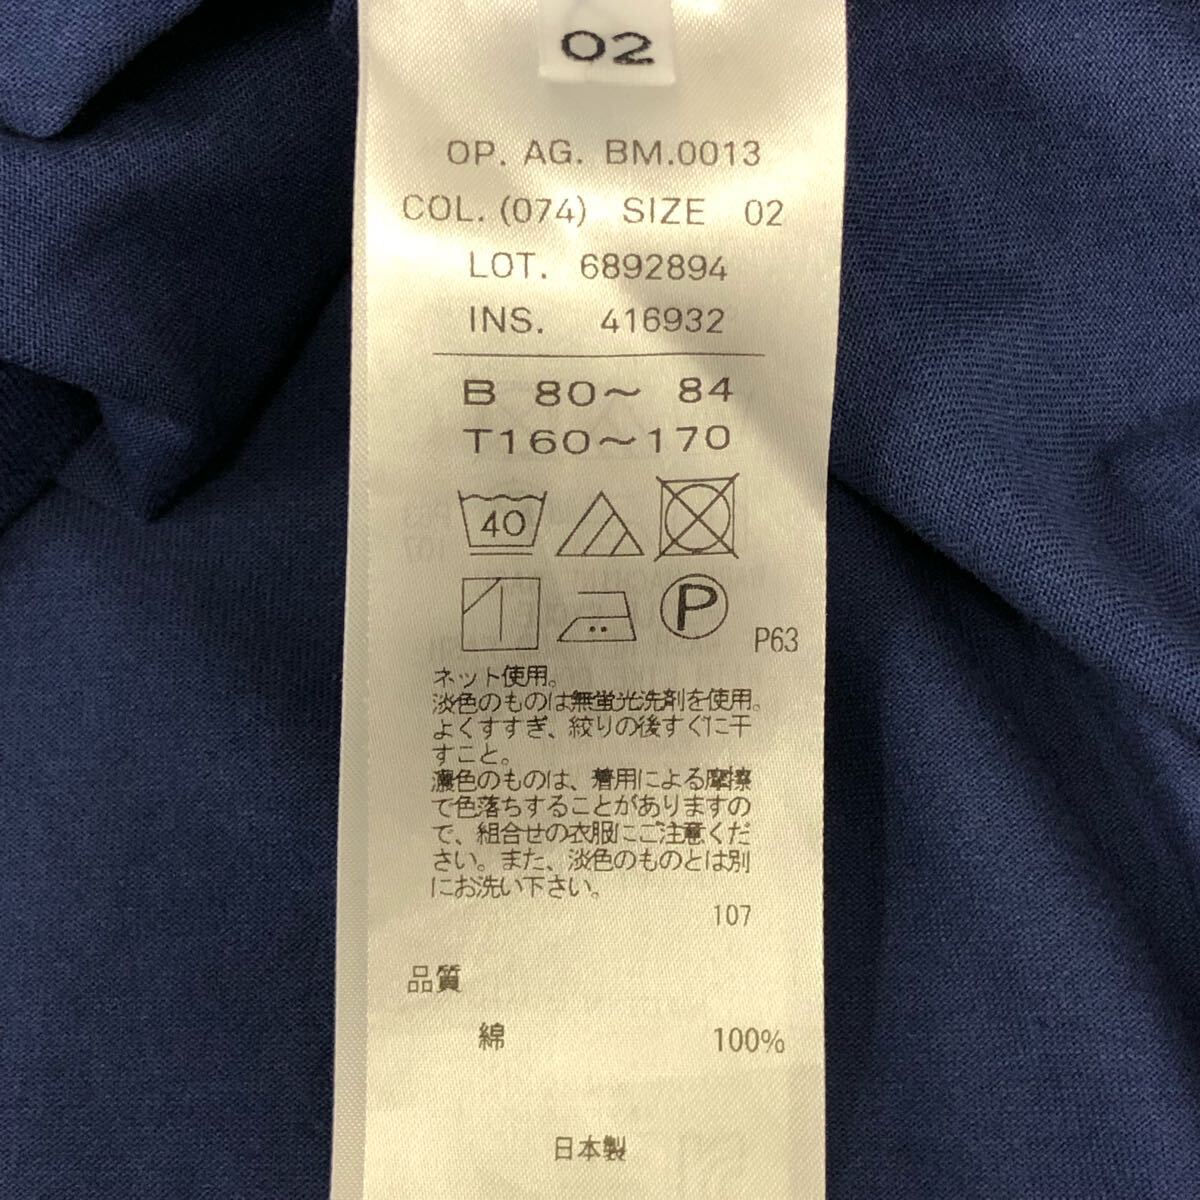 02
OP. AG. BM.0013
COL. (074) SIZE 02
LOT. 6892894
INS. 416932
B 80～ 84
T160～170
40
P
P63
ネット使用。
淡色のものは無蛍光洗剤を使用。
よくすすぎ、絞りの後すぐに干
すこと。
濃色のものは、着用による摩擦
で色落ちすることがありますの
で、組合せの衣服にご注意くだ
さい。また、淡色のものとは別
にお洗い下さい。
107
品質
綿 100%
日本製